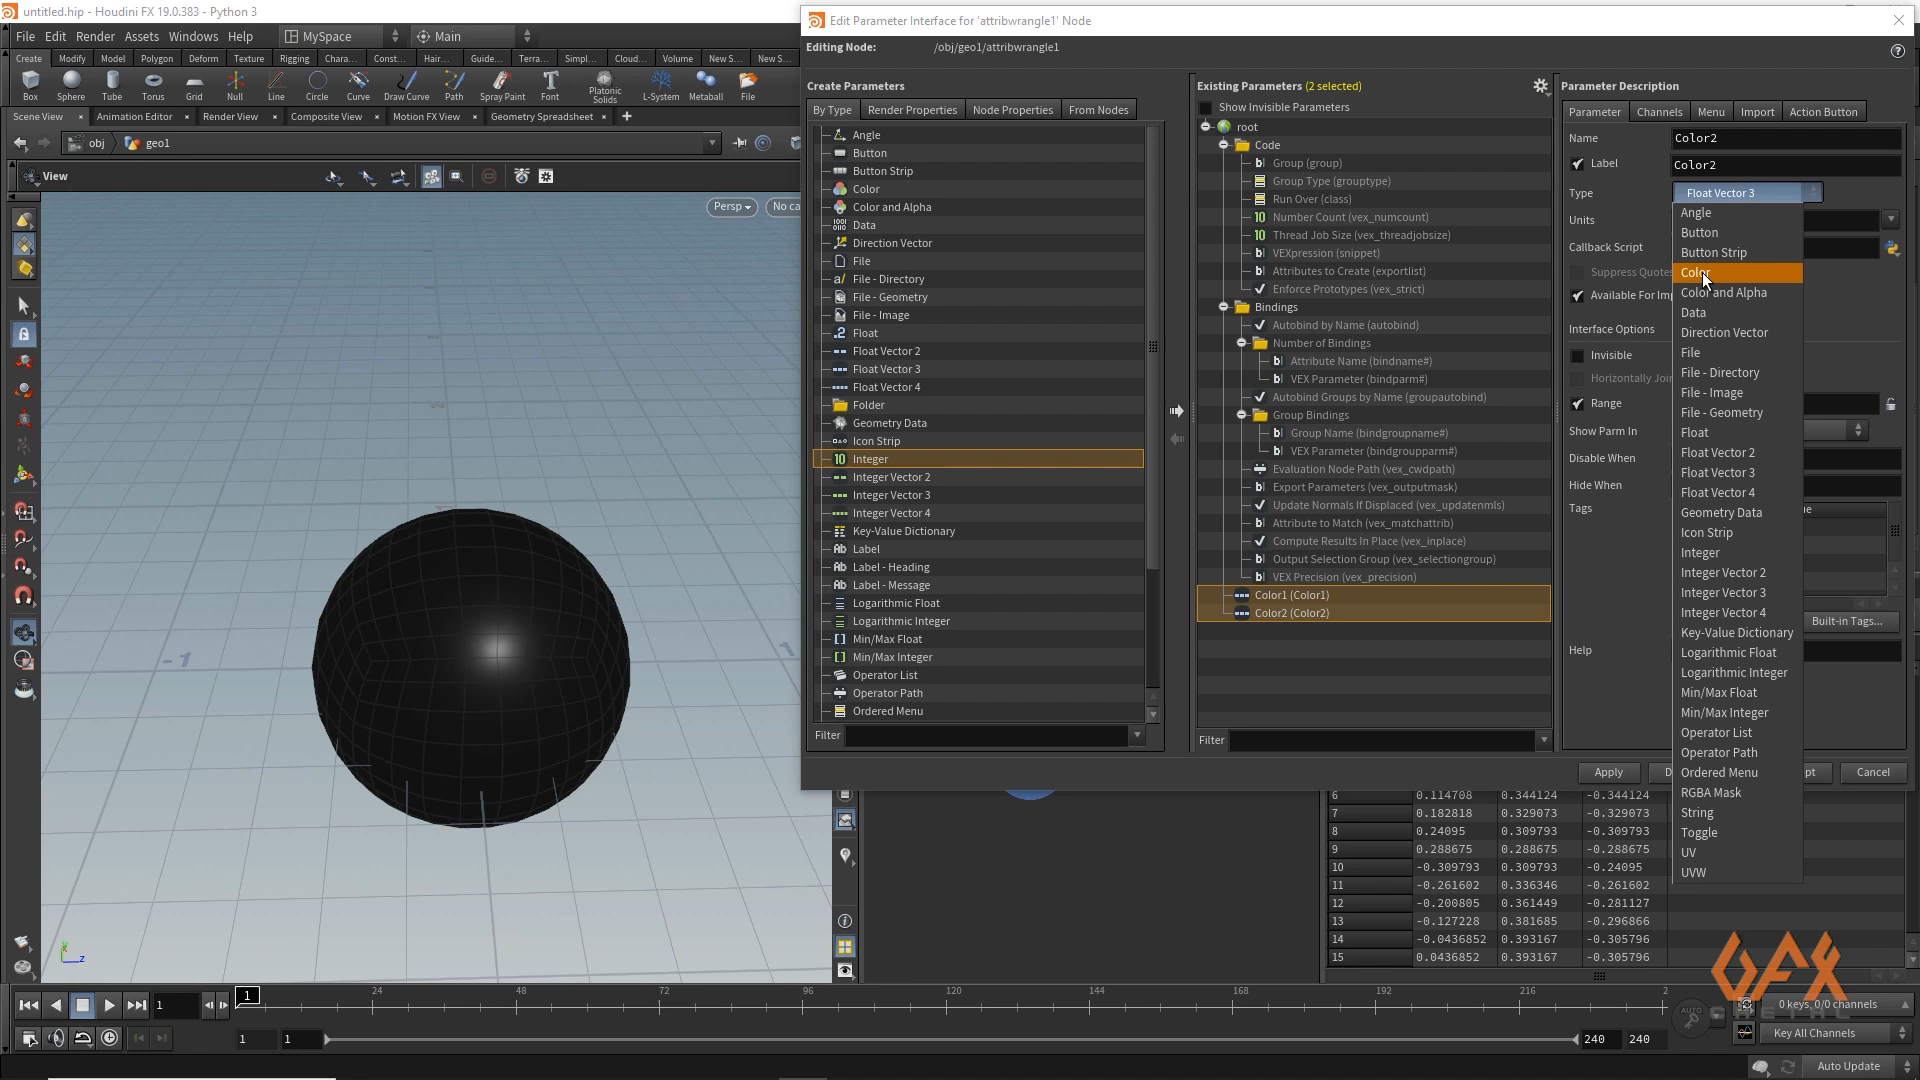 untitled.hip - Houdini FX 19.0.383 - Python 3
File Edit Render Assets Windows Help MySpace Main
Create Modify Model Polygon Deform Texture Rigging Chara... Const... Hair... Guide... Terra... Simpl... Cloud... Volume New S... New S...
Box Sphere Tube Torus Grid Null Line Circle Curve Draw Curve Path Spray Paint Font Platonic Solids L-System Metaball File
Scene View Animation Editor Render View Composite View Motion FX View Geometry Spreadsheet
obj geo1
View
Persp No ca
-1
1
Edit Parameter Interface for 'attribwrangle1' Node
Editing Node: /obj/geo1/attribwrangle1
Create Parameters
By Type Render Properties Node Properties From Nodes
Angle
Button
Button Strip
Color
Color and Alpha
Data
Direction Vector
File
File - Directory
File - Geometry
File - Image
Float
Float Vector 2
Float Vector 3
Float Vector 4
Folder
Geometry Data
Icon Strip
Integer
Integer Vector 2
Integer Vector 3
Integer Vector 4
Key-Value Dictionary
Label
Label - Heading
Label - Message
Logarithmic Float
Logarithmic Integer
Min/Max Float
Min/Max Integer
Operator List
Operator Path
Ordered Menu
Filter
Existing Parameters (2 selected)
Show Invisible Parameters
root
Code
Group (group)
Group Type (grouptype)
Run Over (class)
Number Count (vex_numcount)
Thread Job Size (vex_threadjobsize)
VEXpression (snippet)
Attributes to Create (exportlist)
Enforce Prototypes (vex_strict)
Bindings
Autobind by Name (autobind)
Number of Bindings
Attribute Name (bindname#)
VEX Parameter (bindparm#)
Autobind Groups by Name (groupautobind)
Group Bindings
Group Name (bindgroupname#)
VEX Parameter (bindgroupparm#)
Evaluation Node Path (vex_cwdpath)
Export Parameters (vex_outputmask)
Update Normals If Displaced (vex_updatenmls)
Attribute to Match (vex_matchattrib)
Compute Results In Place (vex_inplace)
Output Selection Group (vex_selectiongroup)
VEX Precision (vex_precision)
Color1 (Color1)
Color2 (Color2)
Filter
Parameter Description
Parameter Channels Menu Import Action Button
Name Color2
Label Color2
Type Float Vector 3
Units
Callback Script
Suppress Quotes
Available For Imp
Interface Options
Invisible
Horizontally Join
Range
Show Parm In
Disable When
Hide When
Tags
Built-in Tags...
Help
Angle
Button
Button Strip
Color
Color and Alpha
Data
Direction Vector
File
File - Directory
File - Image
File - Geometry
Float
Float Vector 2
Float Vector 3
Float Vector 4
Geometry Data
Icon Strip
Integer
Integer Vector 2
Integer Vector 3
Integer Vector 4
Key-Value Dictionary
Logarithmic Float
Logarithmic Integer
Min/Max Float
Min/Max Integer
Operator List
Operator Path
Ordered Menu
RGBA Mask
String
Toggle
UV
UVW
Apply D pt Cancel
6 0.114708 0.344124 -0.344124
7 0.182818 0.329073 -0.329073
8 0.24095 0.309793 -0.309793
9 0.288675 0.288675 -0.288675
10 -0.309793 0.309793 -0.24095
11 -0.261602 0.336346 -0.261602
12 -0.200805 0.361449 -0.281127
13 -0.127228 0.381685 -0.296866
14 -0.0436852 0.393167 -0.305796
15 0.0436852 0.393167 -0.305796
z
1 1 24 48 72 96 120 144 168 192 216 2
0 keys, 0/0 channels
AUTO
1 1 240 240 Key All Channels
Auto Update